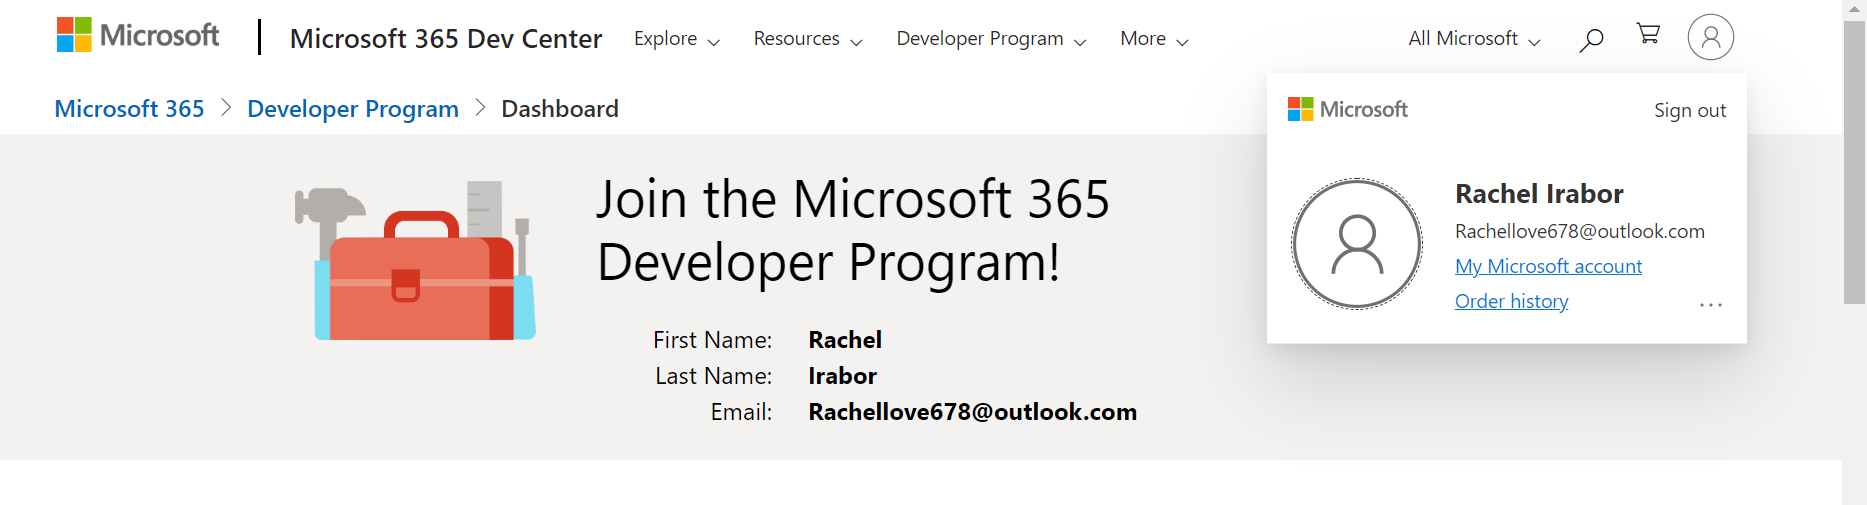 Microsoft Microsoft 365 Dev Center Explore Resources Developer Program More All Microsoft
Microsoft 365 Developer Program Dashboard
Microsoft Sign out
Join the Microsoft 365
Developer Program!
First Name: Rachel
Last Name: Irabor
Email: Rachellove678@outlook.com
Rachel Irabor
Rachellove678@outlook.com
My Microsoft account
Order history